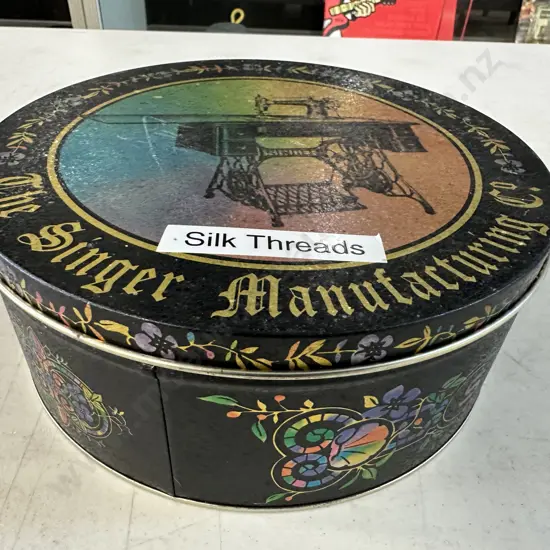 The Singer Manufacturing Co.
Silk Threads